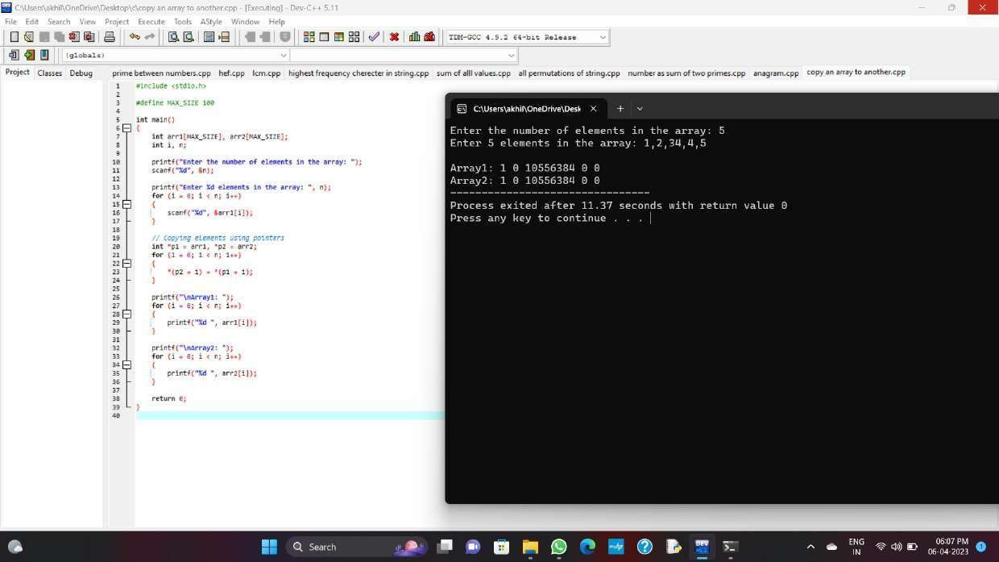 C:\Users\akhil\OneDrive\Desktop\c\copy an array to another.cpp - [Executing] - Dev-C++ 5.11
File Edit Search View Project Execute Tools AStyle Window Help
TDM-GCC 4.9.2 64-bit Release
(globals)
Project Classes Debug
prime between numbers.cpp hef.cpp lcm.cpp highest frequency cherecter in string.cpp sum of alll values.cpp all permutations of string.cpp number as sum of two primes.cpp anagram.cpp copy an array to another.cpp
1 #include <stdio.h>
2
3 #define MAX_SIZE 100
4
5 int main()
6 {
7 int arr1[MAX_SIZE], arr2[MAX_SIZE];
8 int i, n;
9
10 printf("Enter the number of elements in the array: ");
11 scanf("%d", &n);
12
13 printf("Enter %d elements in the array: ", n);
14 for (i = 0; i < n; i++)
15 {
16 scanf("%d", &arr1[i]);
17 }
18
19 // Copying elements using pointers
20 int *p1 = arr1, *p2 = arr2;
21 for (i = 0; i < n; i++)
22 {
23 *(p2 + i) = *(p1 + i);
24 }
25
26 printf("\nArray1: ");
27 for (i = 0; i < n; i++)
28 {
29 printf("%d ", arr1[i]);
30 }
31
32 printf("\nArray2: ");
33 for (i = 0; i < n; i++)
34 {
35 printf("%d ", arr2[i]);
36 }
37
38 return 0;
39 }
40
C:\Users\akhil\OneDrive\Desk
Enter the number of elements in the array: 5
Enter 5 elements in the array: 1,2,34,4,5
Array1: 1 0 10556384 0 0
Array2: 1 0 10556384 0 0
--------------------------------
Process exited after 11.37 seconds with return value 0
Press any key to continue . . .
Search
DEV
ENG
IN
06:07 PM
06-04-2023
1